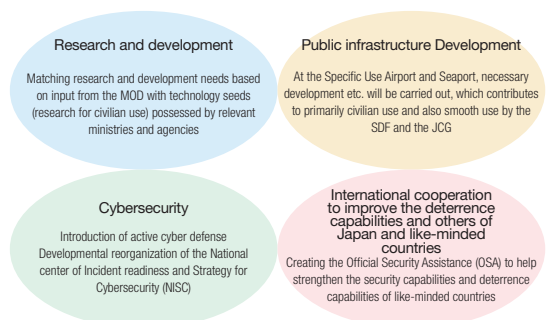 Research and development
Matching research and development needs based
on input from the MOD with technology seeds
(research for civilian use) possessed by relevant
ministries and agencies
Public infrastructure Development
At the Specific Use Airport and Seaport, necessary
development etc. will be carried out, which contributes
to primarily civilian use and also smooth use by the
SDF and the JCG
Cybersecurity
Introduction of active cyber defense
Developmental reorganization of the National
center of Incident readiness and Strategy for
Cybersecurity (NISC)
International cooperation
to improve the deterrence
capabilities and others of
Japan and like-minded
countries
Creating the Official Security Assistance (OSA) to help
strengthen the security capabilities and deterrence
capabilities of like-minded countries